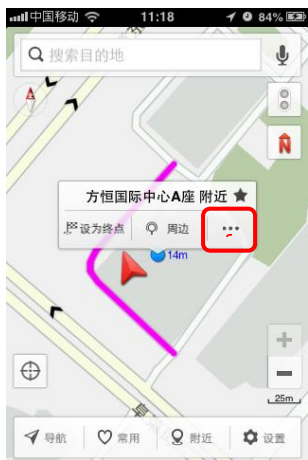 中国移动 11:18 84%
搜索目的地
方恒国际中心A座 附近
设为终点 周边 ...
14m
25m
导航 常用 附近 设置